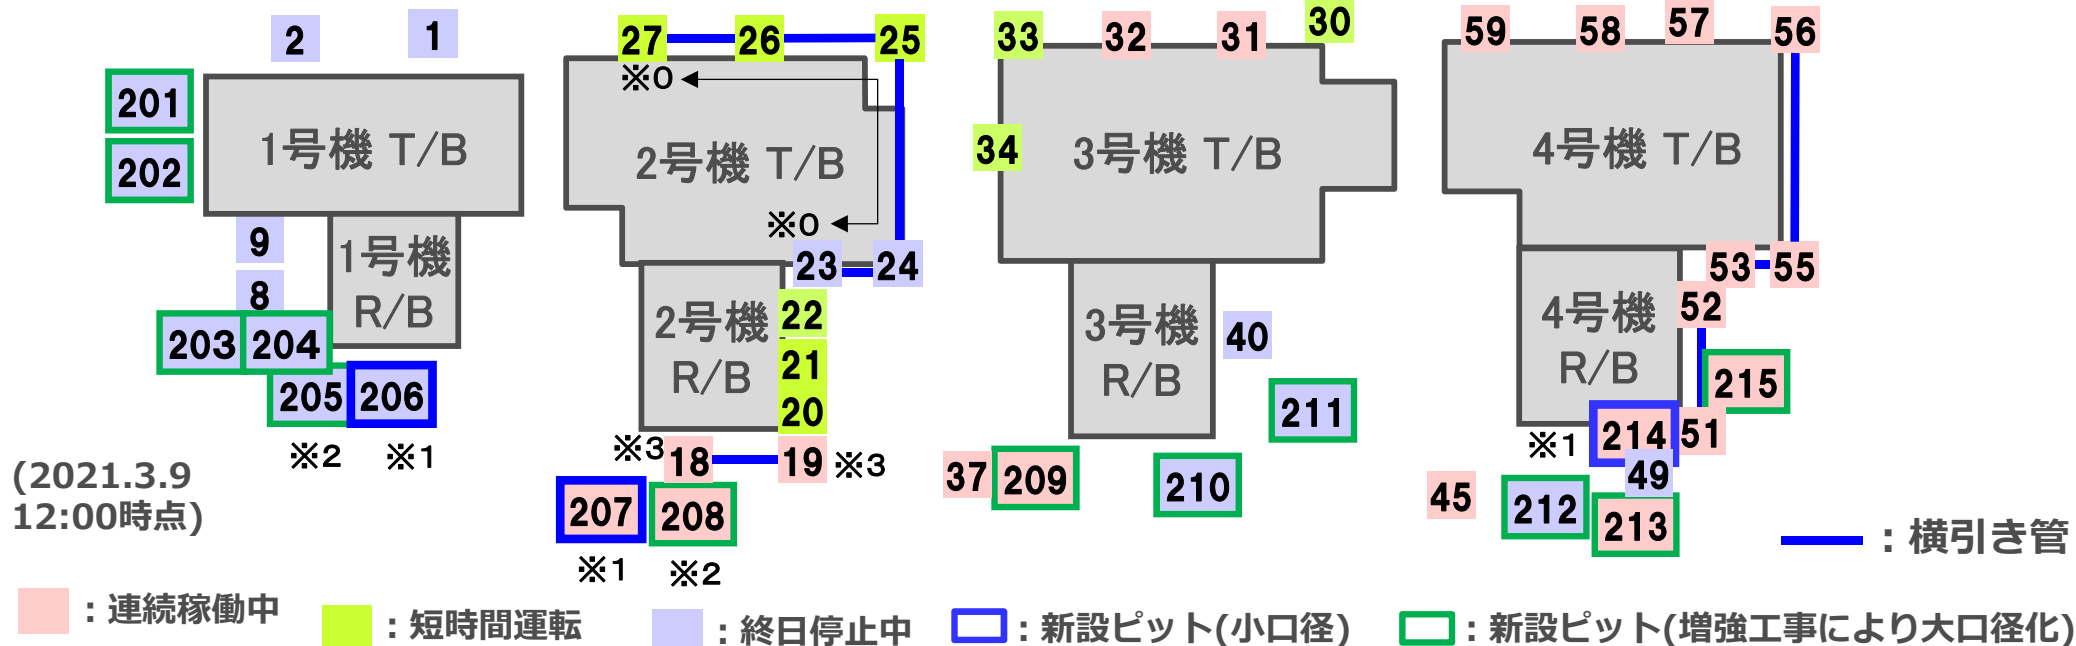 2
1
201
202
1号機 T/B
9
8
1号機
R/B
203
204
205
206
※2
※1
(2021.3.9
12:00時点)
27
26
25
※0
2号機 T/B
※0
23
24
2号機
R/B
22
21
20
※3
18
19
※3
207
208
※1
※2
33
32
31
30
34
3号機 T/B
3号機
R/B
40
211
37
209
210
59
58
57
56
4号機 T/B
53
55
52
4号機
R/B
215
214
51
※1
49
45
212
213
：横引き管
：連続稼働中
：短時間運転
：終日停止中
：新設ピット(小口径)
：新設ピット(増強工事により大口径化)